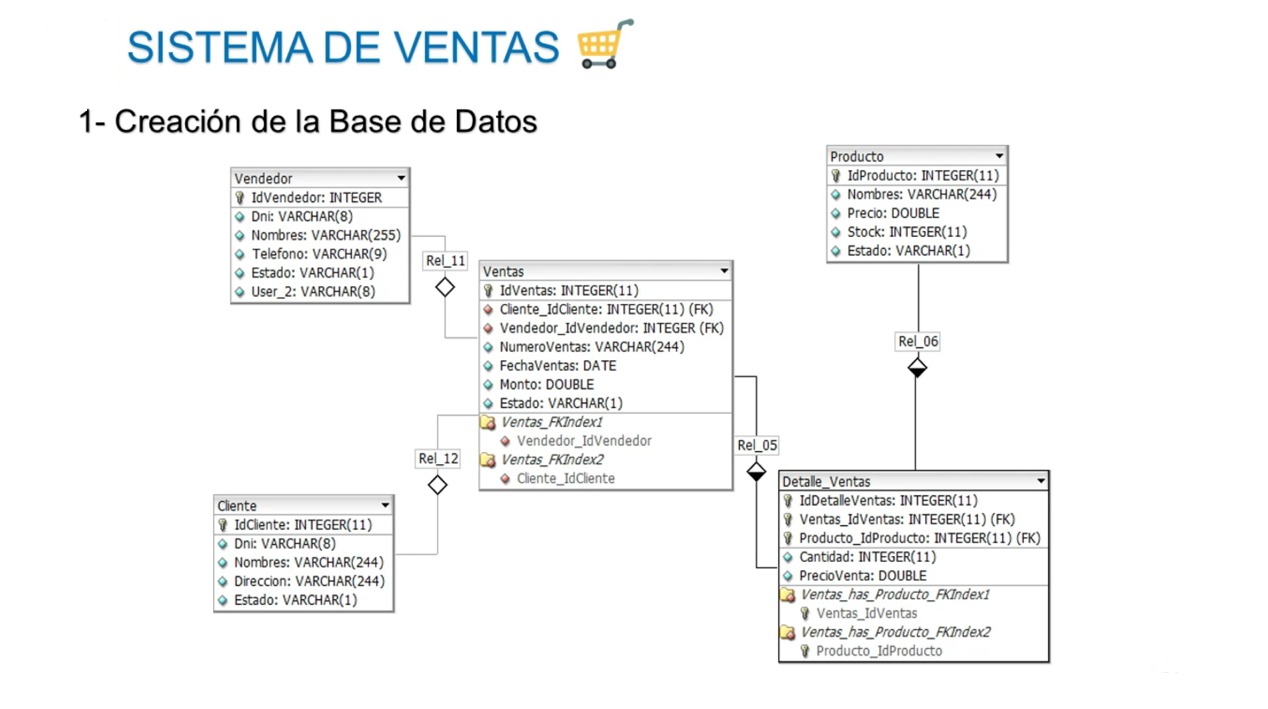 SISTEMA DE VENTAS
1- Creación de la Base de Datos
Vendedor
IdVendedor: INTEGER
Dni: VARCHAR(8)
Nombres: VARCHAR(255)
Telefono: VARCHAR(9)
Estado: VARCHAR(1)
User_2: VARCHAR(8)
Rel_11
Ventas
IdVentas: INTEGER(11)
Cliente_IdCliente: INTEGER(11) (FK)
Vendedor_IdVendedor: INTEGER (FK)
NumeroVentas: VARCHAR(244)
FechaVentas: DATE
Monto: DOUBLE
Estado: VARCHAR(1)
Ventas_FKIndex1
Vendedor_IdVendedor
Ventas_FKIndex2
Cliente_IdCliente
Rel_12
Cliente
IdCliente: INTEGER(11)
Dni: VARCHAR(8)
Nombres: VARCHAR(244)
Direccion: VARCHAR(244)
Estado: VARCHAR(1)
Producto
IdProducto: INTEGER(11)
Nombres: VARCHAR(244)
Precio: DOUBLE
Stock: INTEGER(11)
Estado: VARCHAR(1)
Rel_06
Rel_05
Detalle_Ventas
IdDetalleVentas: INTEGER(11)
Ventas_IdVentas: INTEGER(11) (FK)
Producto_IdProducto: INTEGER(11) (FK)
Cantidad: INTEGER(11)
PrecioVenta: DOUBLE
Ventas_has_Producto_FKIndex1
Ventas_IdVentas
Ventas_has_Producto_FKIndex2
Producto_IdProducto